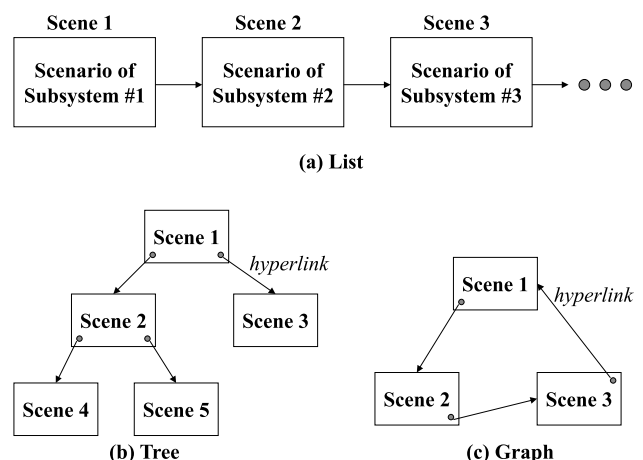 Scene 1 Scene 2 Scene 3
Scenario of Subsystem #1
Scenario of Subsystem #2
Scenario of Subsystem #3
(a) List
Scene 1
hyperlink
Scene 2
Scene 3
Scene 4
Scene 5
(b) Tree
Scene 1
hyperlink
Scene 2
Scene 3
(c) Graph